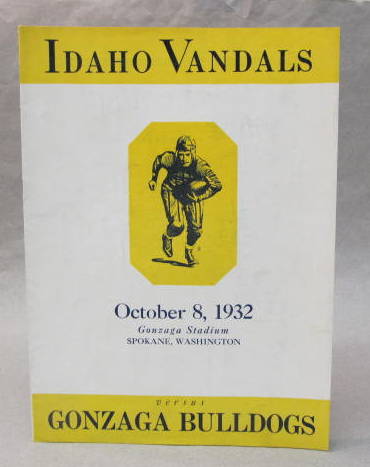 IDAHO VANDALS
October 8, 1932
Gonzaga Stadium
SPOKANE, WASHINGTON
versus
GONZAGA BULLDOGS